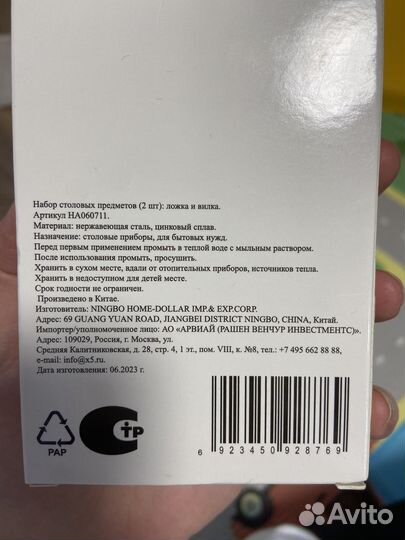 Набор столовых предметов (2 шт): ложка и вилка.
Артикул HA060711.
Материал: нержавеющая сталь, цинковый сплав.
Назначение: столовые приборы, для бытовых нужд.
Перед первым применением промыть в теплой воде с мыльным раствором.
После использования промыть, просушить.
Хранить в сухом месте, вдали от отопительных приборов, источников тепла.
Хранить в недоступном для детей месте.
Срок годности не ограничен.
Произведено в Китае.
Изготовитель: NINGBO HOME-DOLLAR IMP.& EXP.CORP.
Адрес: 69 GUANG YUAN ROAD, JIANGBEI DISTRICT NINGBO, CHINA, Китай.
Импортер/уполномоченное лицо: АО «АРВИАЙ (РАШЕН ВЕНЧУР ИНВЕСТМЕНТС)».
Адрес: 109029, Россия, г. Москва, ул.
Средняя Калитниковская, д. 28, стр. 4, 1 эт., пом. VIII, к. №8, тел.:+7 495 662 88 88,
e-mail: info@x5.ru.
Дата изготовления: 06.2023 г.
PAP
СТР
6 923450 928769
Avito